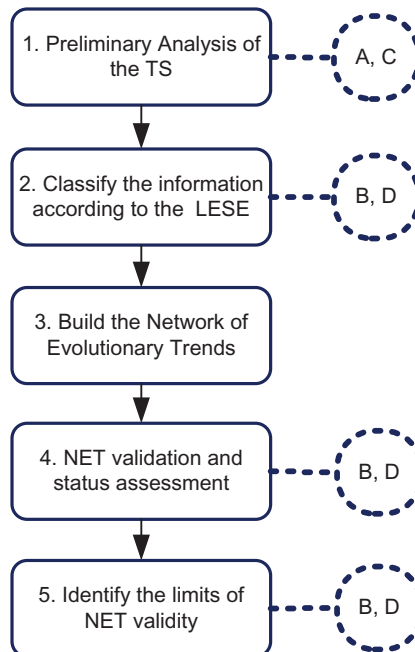 1. Preliminary Analysis of
the TS
A, C
2. Classify the information
according to the LESE
B, D
3. Build the Network of
Evolutionary Trends
4. NET validation and
status assessment
B, D
5. Identify the limits of
NET validity
B, D